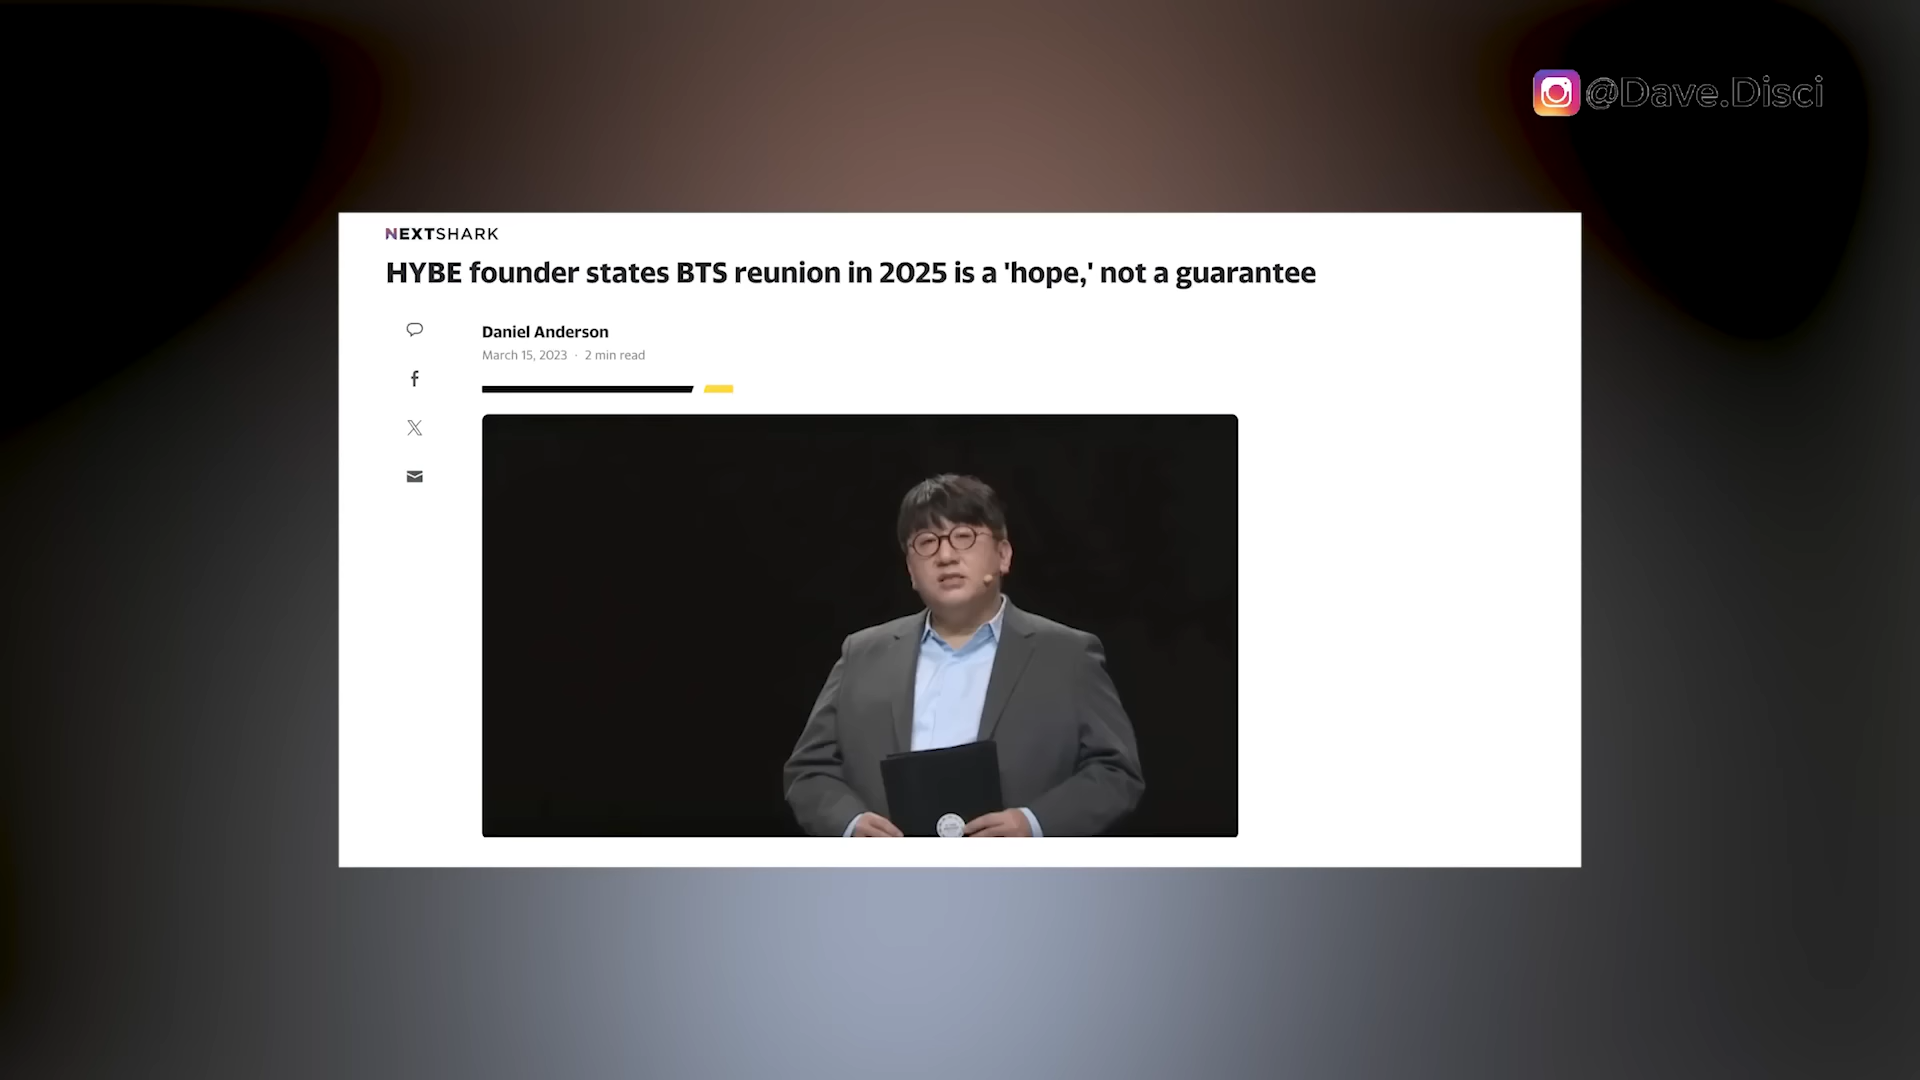 @Dave.Disci
NEXTSHARK
HYBE founder states BTS reunion in 2025 is a 'hope,' not a guarantee
Daniel Anderson
March 15, 2023 · 2 min read